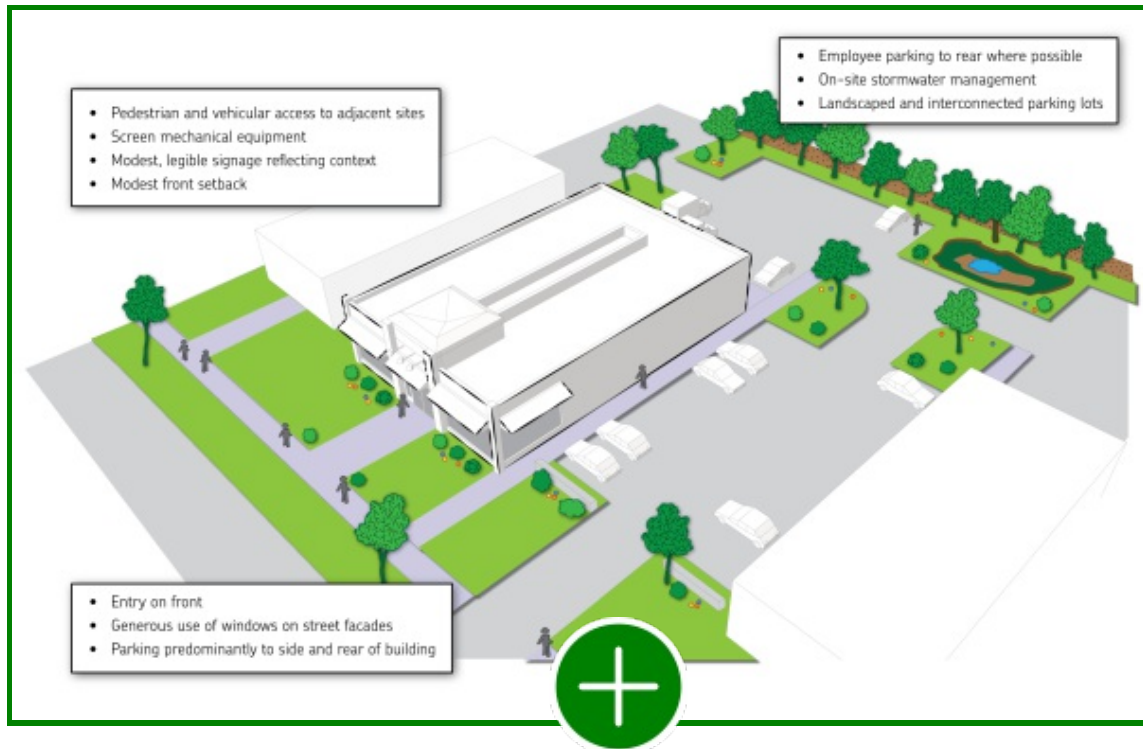 • Pedestrian and vehicular access to adjacent sites
• Screen mechanical equipment
• Modest, legible signage reflecting context
• Modest front setback
• Employee parking to rear where possible
• On-site stormwater management
• Landscaped and interconnected parking lots
• Entry on front
• Generous use of windows on street facades
• Parking predominantly to side and rear of building